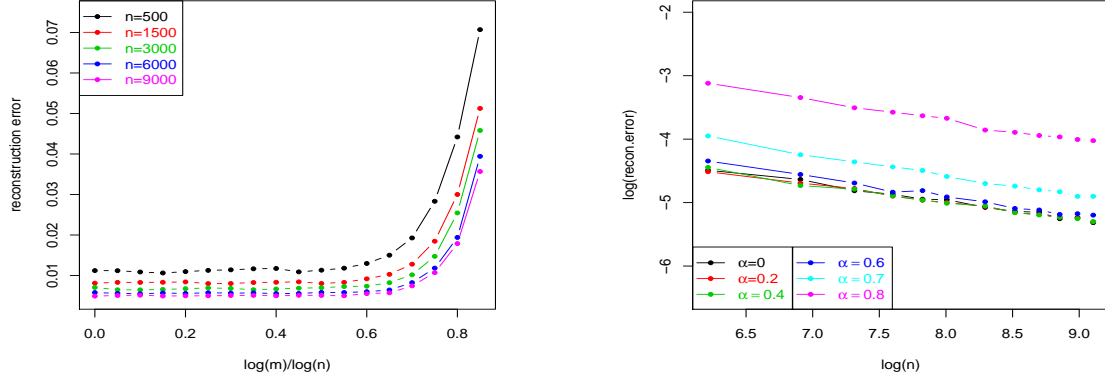 n=500
n=1500
n=3000
n=6000
n=9000
0.07
0.06
0.05
0.04
0.03
0.02
0.01
reconstruction error
0.0 0.2 0.4 0.6 0.8
log(m)/log(n)
-2
-3
-4
-5
-6
log(recon.error)
α=0 α=0.6
α=0.2 α=0.7
α=0.4 α=0.8
6.5 7.0 7.5 8.0 8.5 9.0
log(n)